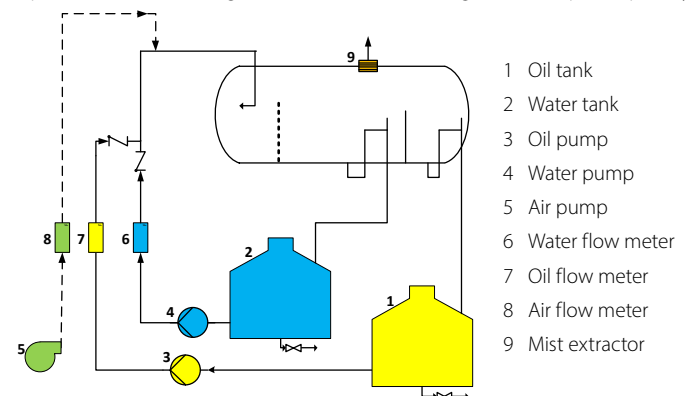 9
1 Oil tank
2 Water tank
3 Oil pump
4 Water pump
5 Air pump
6 Water flow meter
7 Oil flow meter
8 Air flow meter
9 Mist extractor
8
7
6
2
4
1
5
3